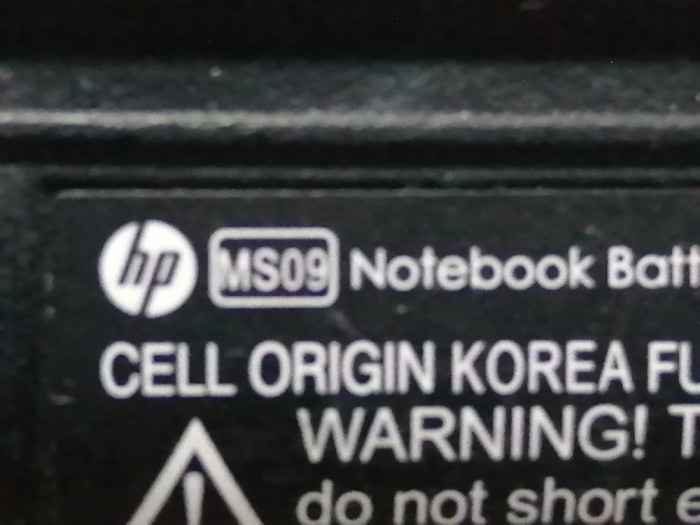 hp MS09 Notebook Batt
CELL ORIGIN KOREA FU
WARNING! T
do not short e